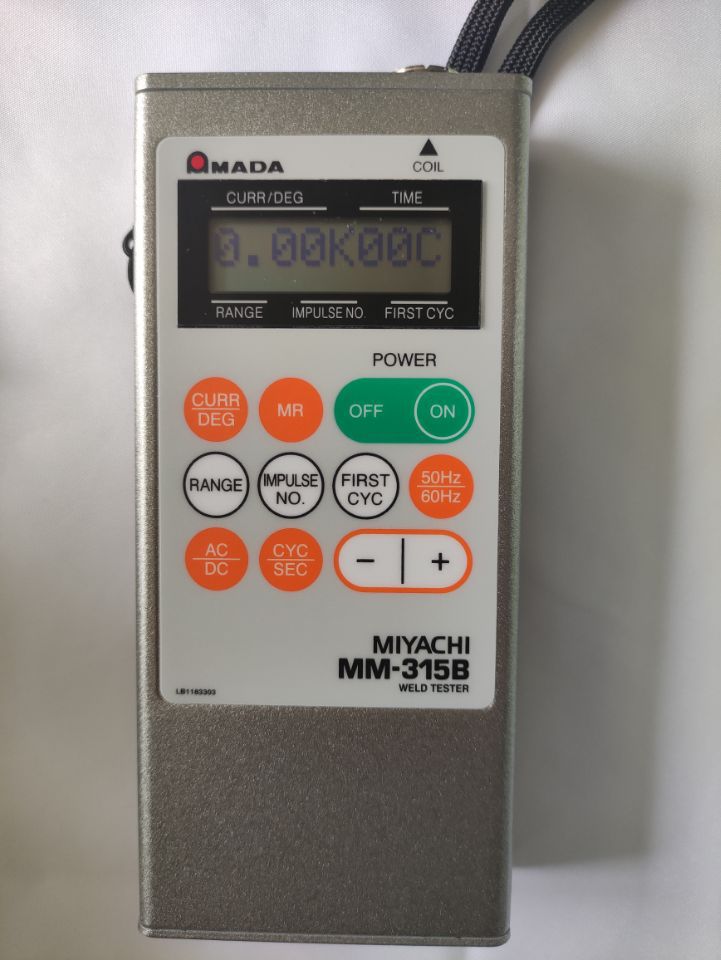 AMADA
COIL
CURR/DEG TIME
0.00K00C
RANGE IMPULSE NO. FIRST CYC
POWER
CURR
DEG
MR
OFF ON
RANGE
IMPULSE
NO.
FIRST
CYC
50Hz
60Hz
AC
DC
CYC
SEC
- +
MIYACHI
MM-315B
WELD TESTER
LB1183303